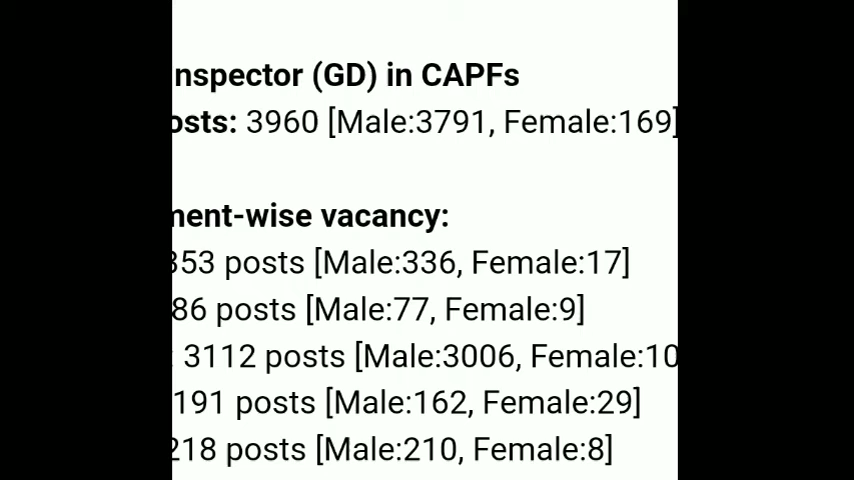 nspector (GD) in CAPFs
osts: 3960 [Male:3791, Female:169]
ment-wise vacancy:
353 posts [Male:336, Female:17]
86 posts [Male:77, Female:9]
: 3112 posts [Male:3006, Female:10
191 posts [Male:162, Female:29]
218 posts [Male:210, Female:8]